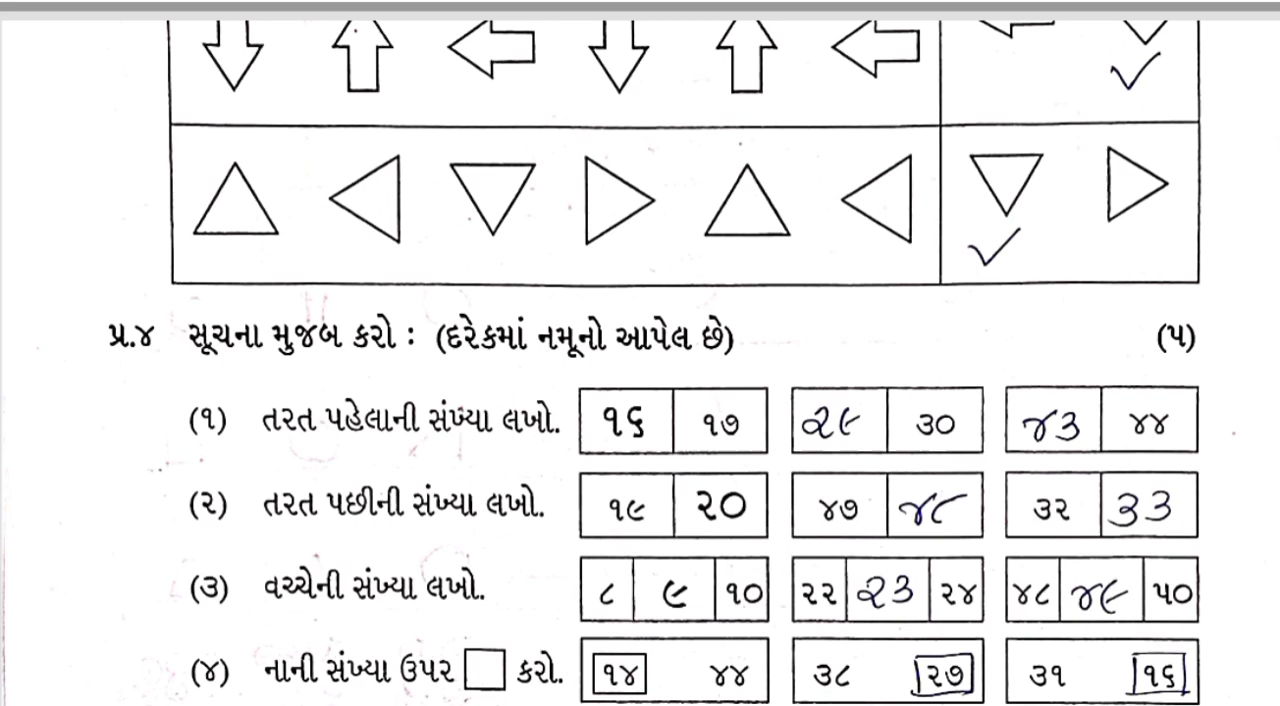 પ્ર.૪ સૂચના મુજબ કરો : (દરેકમાં નમૂનો આપેલ છે) (૫)
(૧) તરત પહેલાની સંખ્યા લખો. ૧૬ ૧૭ ૨૯ ૩૦ ૪૩ ૪૪
(૨) તરત પછીની સંખ્યા લખો. ૧૯ ૨૦ ૪૭ ૪૮ ૩૨ ૩૩
(૩) વચ્ચેની સંખ્યા લખો. ૮ ૯ ૧૦ ૨૨ ૨૩ ૨૪ ૪૮ ૪૯ ૫૦
(૪) નાની સંખ્યા ઉપર કરો. ૧૪ ૪૪ ૩૮ ૨૭ ૩૧ ૧૬